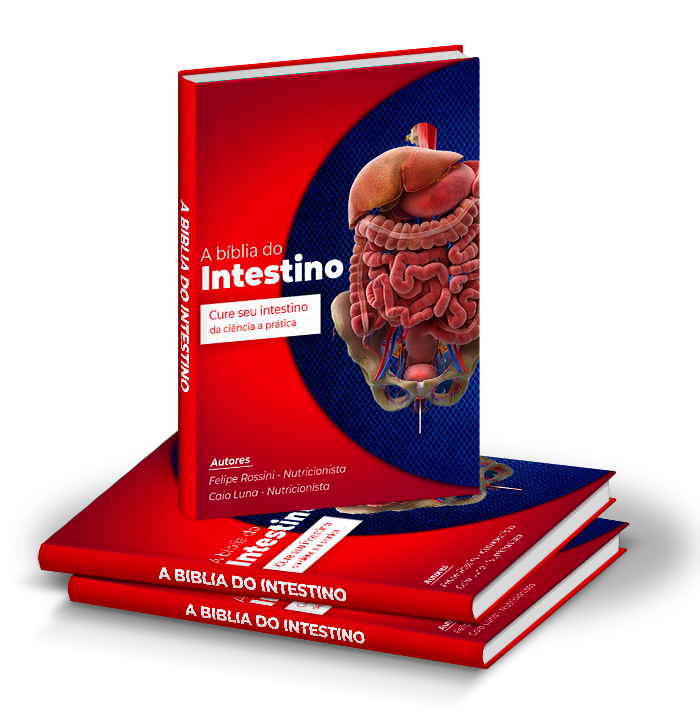 A bíblia do
Intestino
Cure seu intestino
da ciência a prática
Autores
Felipe Rossini - Nutricionista
Caio Luna - Nutricionista
A BIBLIA DO INTESTINO
A BIBLIA DO INTESTINO
A BIBLIA DO INTESTINO